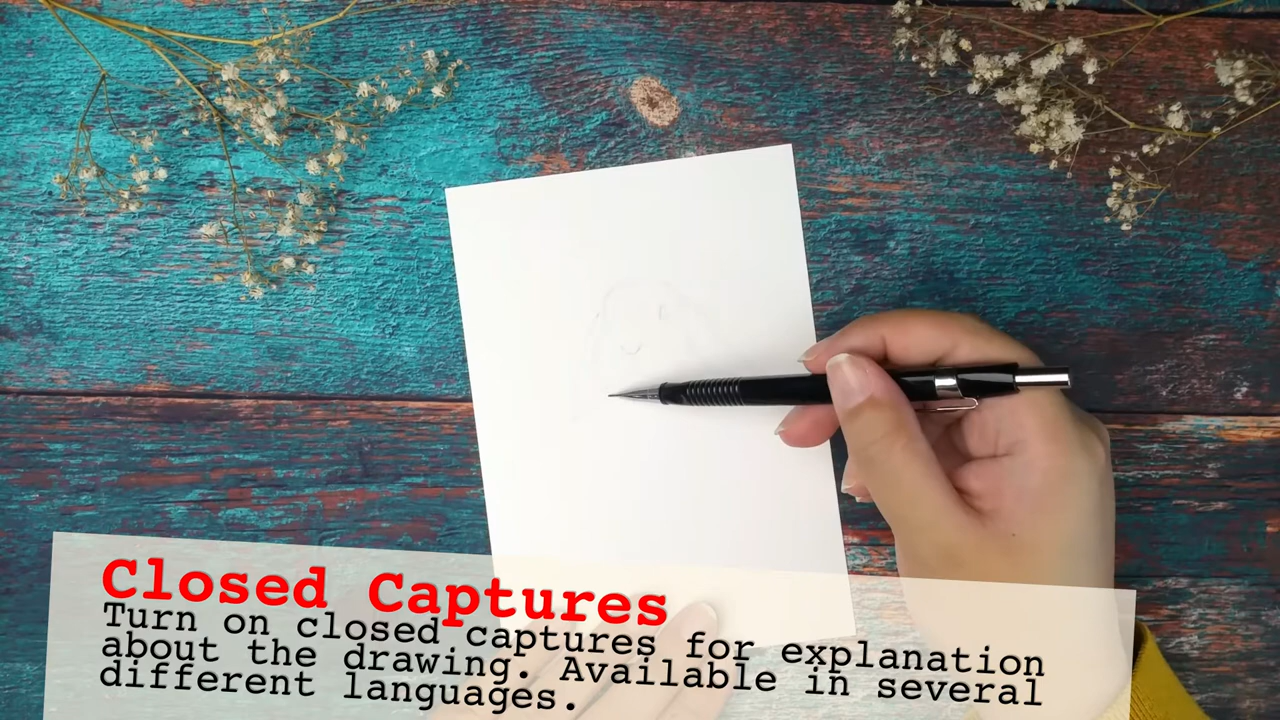 Closed Captures
Turn on closed captures for explanation
about the drawing. Available in several
different languages.